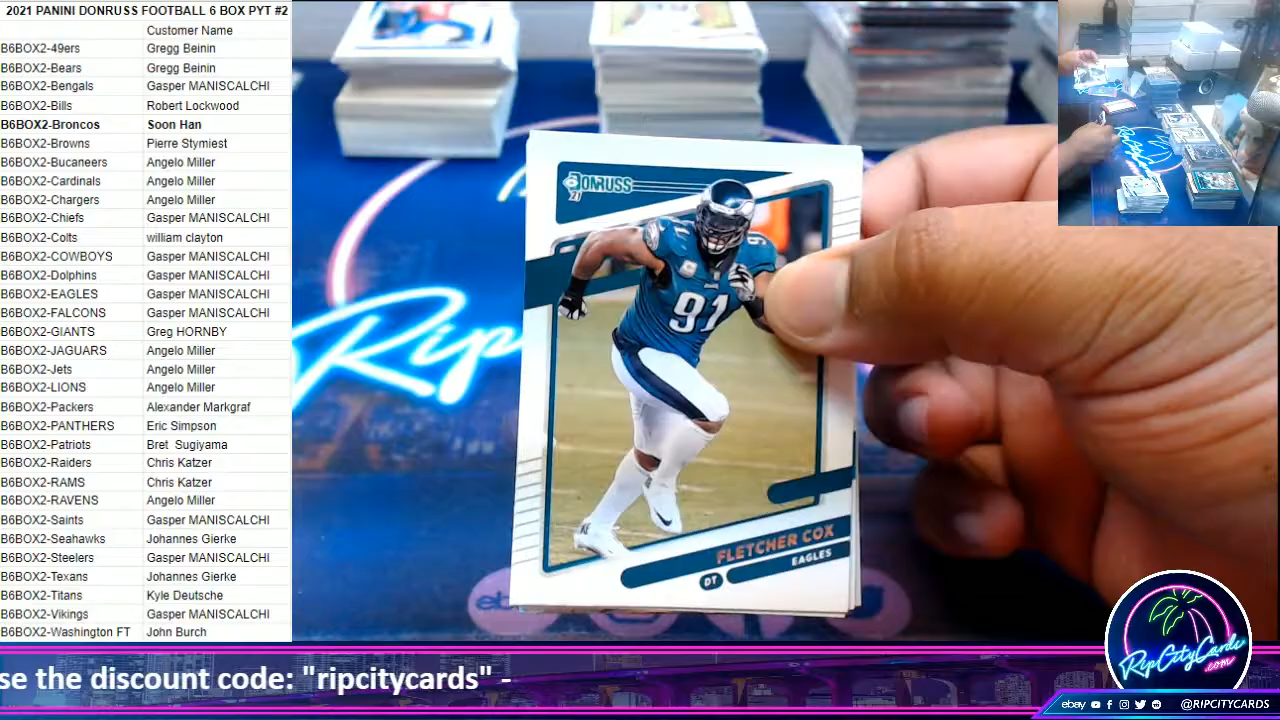 2021 PANINI DONRUSS FOOTBALL 6 BOX PYT #2
Customer Name
B6BOX2-49ers Gregg Beinin
B6BOX2-Bears Gregg Beinin
B6BOX2-Bengals Gasper MANISCALCHI
B6BOX2-Bills Robert Lockwood
B6BOX2-Broncos Soon Han
B6BOX2-Browns Pierre Stymiest
B6BOX2-Bucaneers Angelo Miller
B6BOX2-Cardinals Angelo Miller
B6BOX2-Chargers Angelo Miller
B6BOX2-Chiefs Gasper MANISCALCHI
B6BOX2-Colts william clayton
B6BOX2-COWBOYS Gasper MANISCALCHI
B6BOX2-Dolphins Gasper MANISCALCHI
B6BOX2-EAGLES Gasper MANISCALCHI
B6BOX2-FALCONS Gasper MANISCALCHI
B6BOX2-GIANTS Greg HORNBY
B6BOX2-JAGUARS Angelo Miller
B6BOX2-Jets Angelo Miller
B6BOX2-LIONS Angelo Miller
B6BOX2-Packers Alexander Markgraf
B6BOX2-PANTHERS Eric Simpson
B6BOX2-Patriots Bret Sugiyama
B6BOX2-Raiders Chris Katzer
B6BOX2-RAMS Chris Katzer
B6BOX2-RAVENS Angelo Miller
B6BOX2-Saints Gasper MANISCALCHI
B6BOX2-Seahawks Johannes Gierke
B6BOX2-Steelers Gasper MANISCALCHI
B6BOX2-Texans Johannes Gierke
B6BOX2-Titans Kyle Deutsche
B6BOX2-Vikings Gasper MANISCALCHI
B6BOX2-Washington FT John Burch
DONRUSS
21
91
FLETCHER COX
EAGLES
DT
Rip
ebay
se the discount code: "ripcitycards" -
RipCityCards
.com
ebay @RIPCITYCARDS